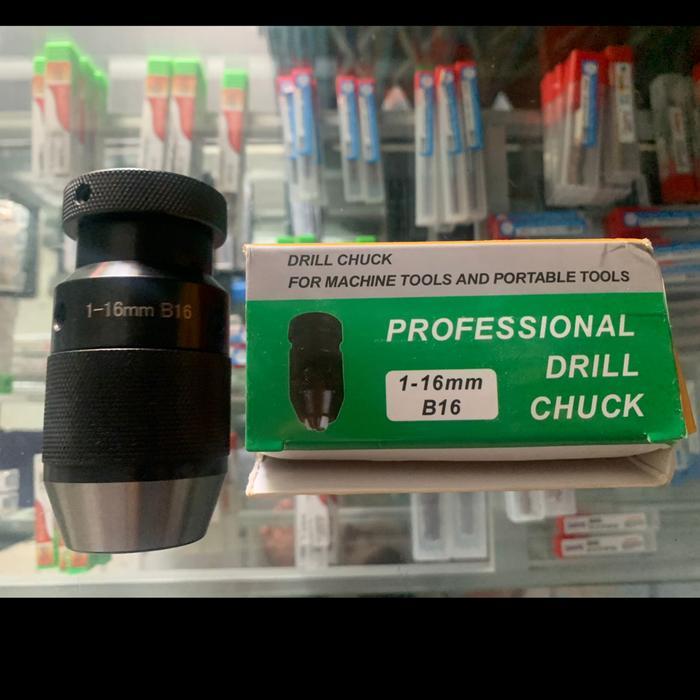 1-16mm B16
DRILL CHUCK
FOR MACHINE TOOLS AND PORTABLE TOOLS
PROFESSIONAL
DRILL
CHUCK
1-16mm
B16